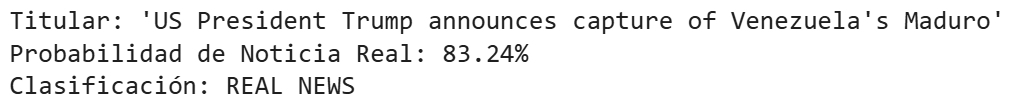 Titular: 'US President Trump announces capture of Venezuela's Maduro'
Probabilidad de Noticia Real: 83.24%
Clasificación: REAL NEWS